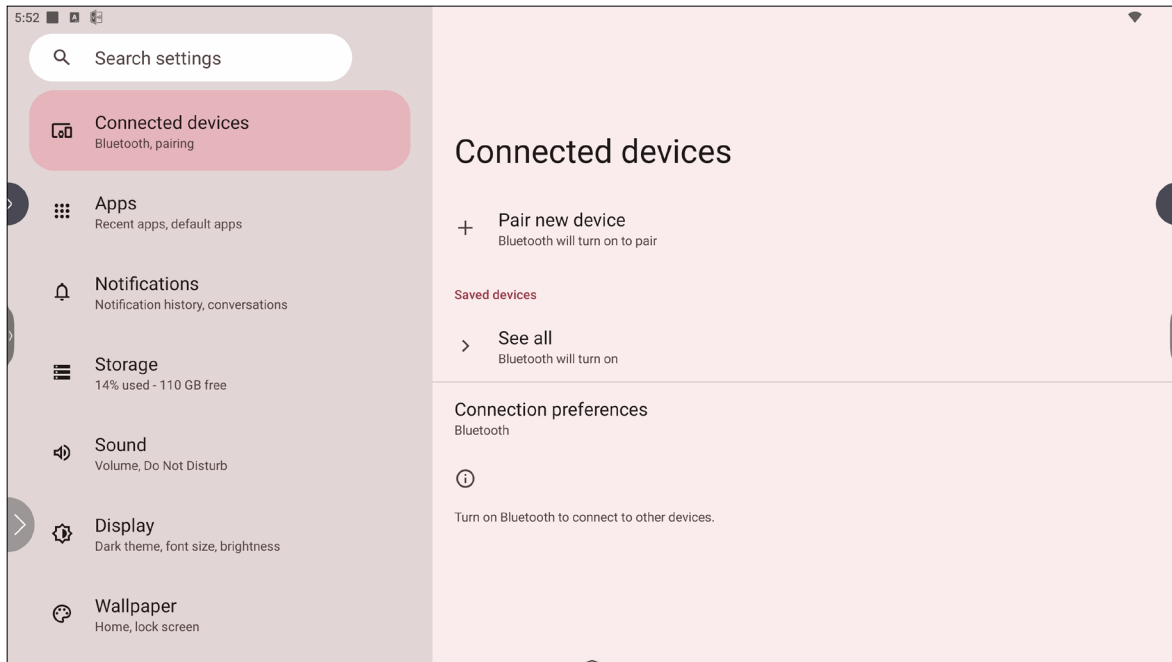 5:52
Search settings
Connected devices
Bluetooth, pairing
Apps
Recent apps, default apps
Notifications
Notification history, conversations
Storage
14% used - 110 GB free
Sound
Volume, Do Not Disturb
Display
Dark theme, font size, brightness
Wallpaper
Home, lock screen
Connected devices
Pair new device
Bluetooth will turn on to pair
Saved devices
See all
Bluetooth will turn on
Connection preferences
Bluetooth
Turn on Bluetooth to connect to other devices.